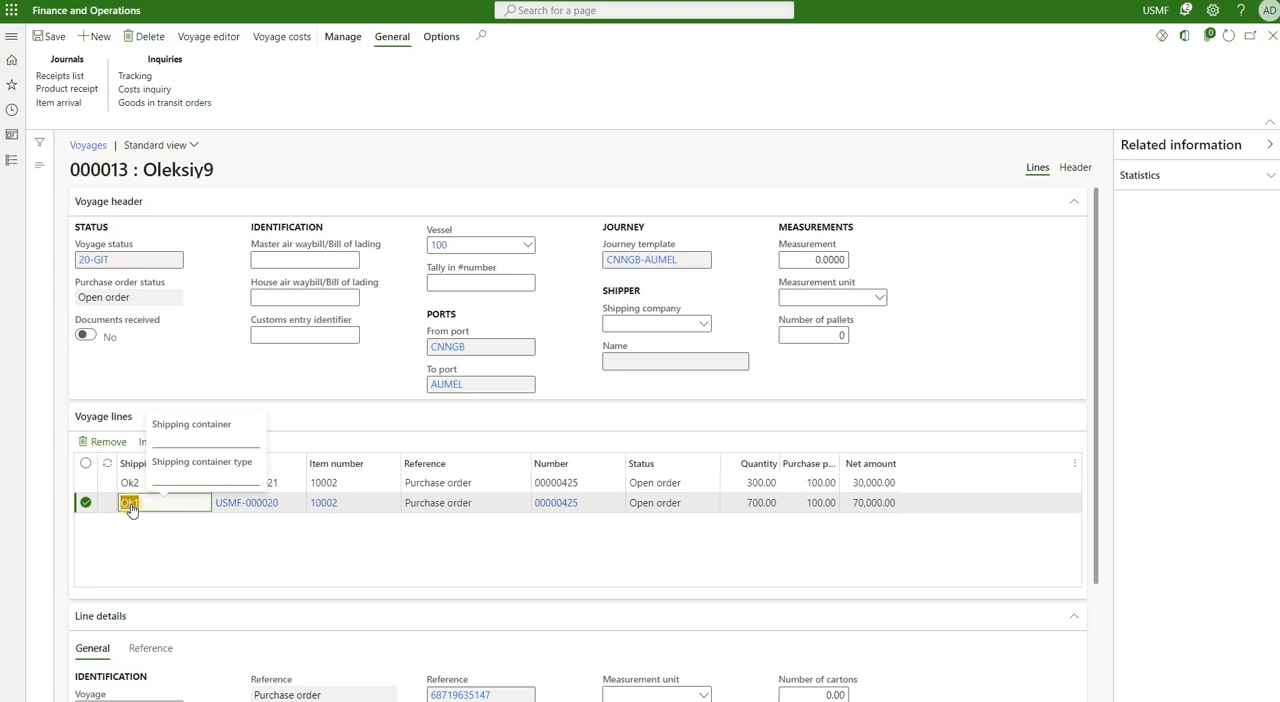 Finance and Operations
Search for a page
USMF
2
?
AD
Save
New
Delete
Voyage editor
Voyage costs
Manage
General
Options
0
Journals
Inquiries
Receipts list
Tracking
Product receipt
Costs inquiry
Item arrival
Goods in transit orders
Voyages | Standard view
000013 : Oleksiy9
Lines
Header
Related information
Statistics
Voyage header
STATUS
Voyage status
20-GIT
Purchase order status
Open order
Documents received
No
IDENTIFICATION
Master air waybill/Bill of lading
House air waybill/Bill of lading
Customs entry identifier
Vessel
100
Tally in #number
PORTS
From port
CNNGB
To port
AUMEL
JOURNEY
Journey template
CNNGB-AUMEL
SHIPPER
Shipping company
Name
MEASUREMENTS
Measurement
0.0000
Measurement unit
Number of pallets
0
Voyage lines
Shipping container
Shipping container type
Remove
In
Shippi
Item number
Reference
Number
Status
Quantity
Purchase p...
Net amount
Ok2
21
10002
Purchase order
00000425
Open order
300.00
100.00
30,000.00
Ok1
USMF-000020
10002
Purchase order
00000425
Open order
700.00
100.00
70,000.00
Line details
General
Reference
IDENTIFICATION
Voyage
Reference
Purchase order
Reference
68719635147
Measurement unit
Number of cartons
0.00